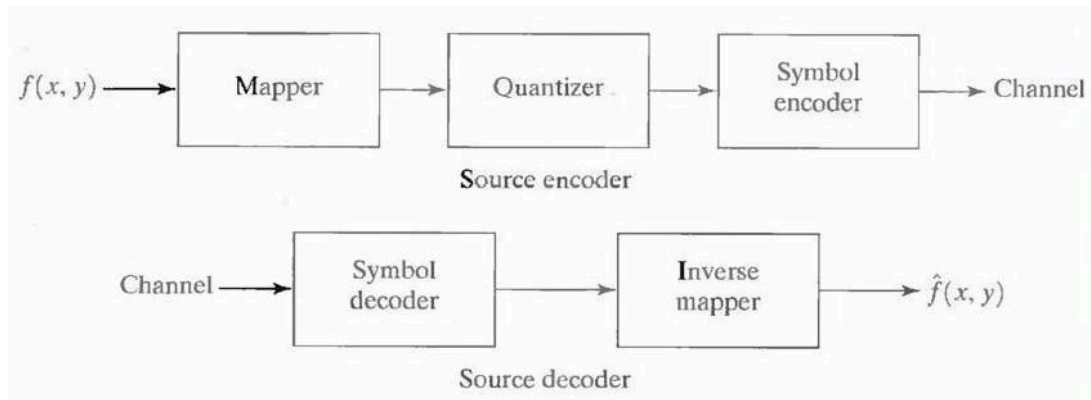 f(x, y) Mapper Quantizer Symbol encoder Channel
Source encoder
Channel Symbol decoder Inverse mapper f̂(x, y)
Source decoder